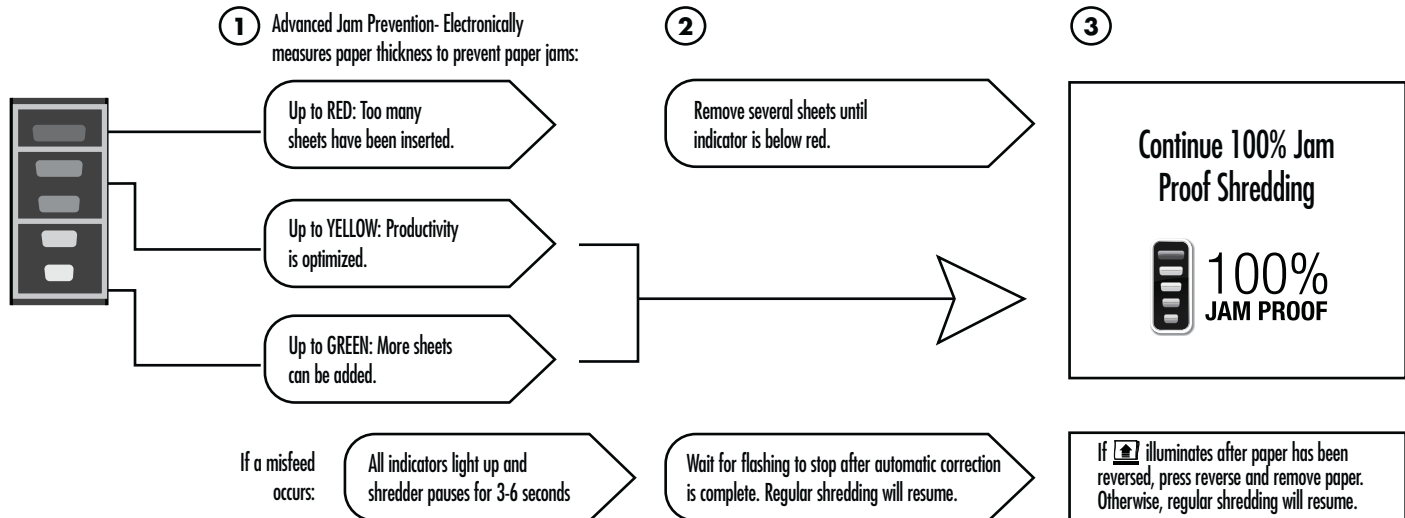 1 Advanced Jam Prevention- Electronically
measures paper thickness to prevent paper jams:
Up to RED: Too many
sheets have been inserted.
Up to YELLOW: Productivity
is optimized.
Up to GREEN: More sheets
can be added.
2
Remove several sheets until
indicator is below red.
3
Continue 100% Jam
Proof Shredding
100%
JAM PROOF
If a misfeed
occurs:
All indicators light up and
shredder pauses for 3-6 seconds
Wait for flashing to stop after automatic correction
is complete. Regular shredding will resume.
If illuminates after paper has been
reversed, press reverse and remove paper.
Otherwise, regular shredding will resume.